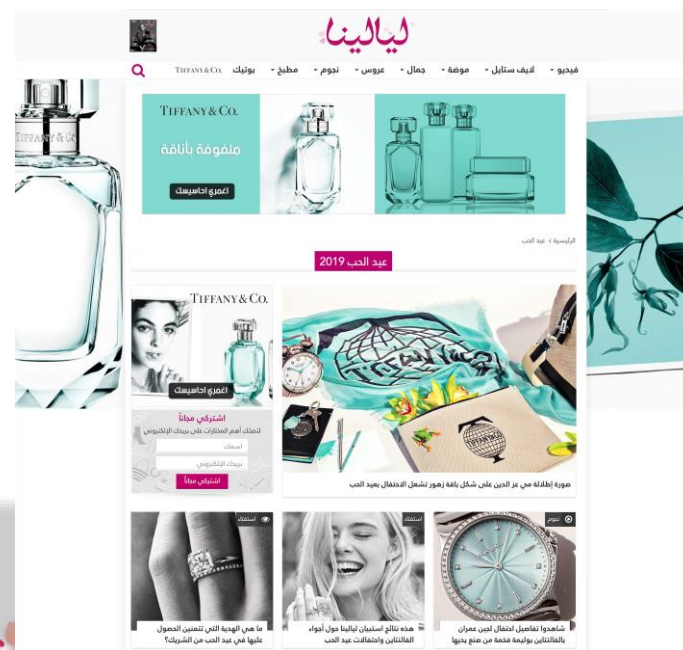 ليالينا
فيديو
لايف ستايل
موضة
جمال
عروس
نجوم
مطبخ
بوتيك
TIFFANY & CO.
TIFFANY & CO.
ملفوفة بأناقة
اغمري احاسيسك
الرئيسية › عيد الحب
عيد الحب 2019
TIFFANY & CO.
اغمري احاسيسك
اشتركي مجاناً
لتصلك أهم المختارات على بريدك الإلكتروني
اسمك
بريدك الإلكتروني
اشتركي مجاناً
TIFFANY & CO
صورة إطلالة مي عز الدين على شكل باقة زهور تشعل الاحتفال بعيد الحب
نجوم
شاهدوا تفاصيل احتفال لجين عمران
بالفالنتاين بوليمة فخمة من صنع يديها
استفتاء
هذه نتائج استبيان ليالينا حول أجواء
الفالنتاين واحتفالات عيد الحب
استفتاء
ما هي الهدية التي تتمنين الحصول
عليها في عيد الحب من الشريك؟